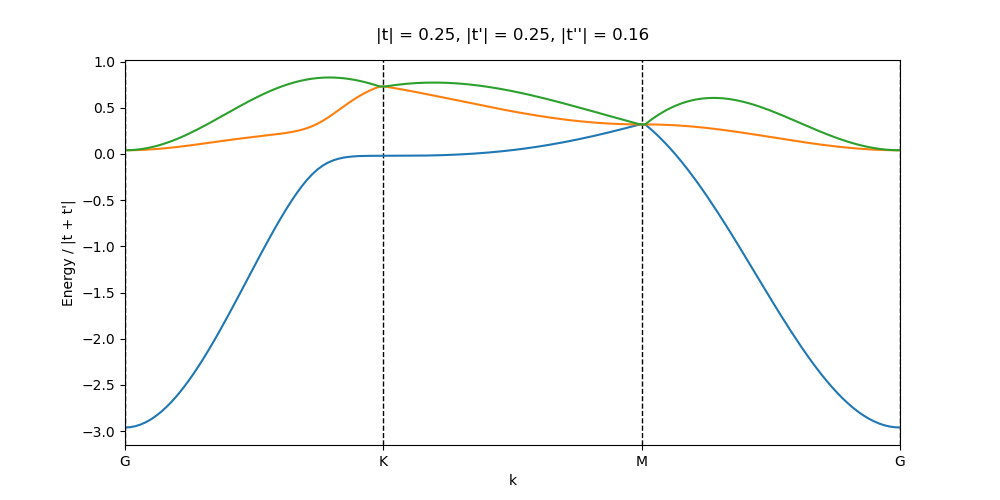 |t| = 0.25, |t'| = 0.25, |t''| = 0.16
1.0
0.5
0.0
−0.5
−1.0
−1.5
−2.0
−2.5
−3.0
Energy / |t + t'|
G K M G
k